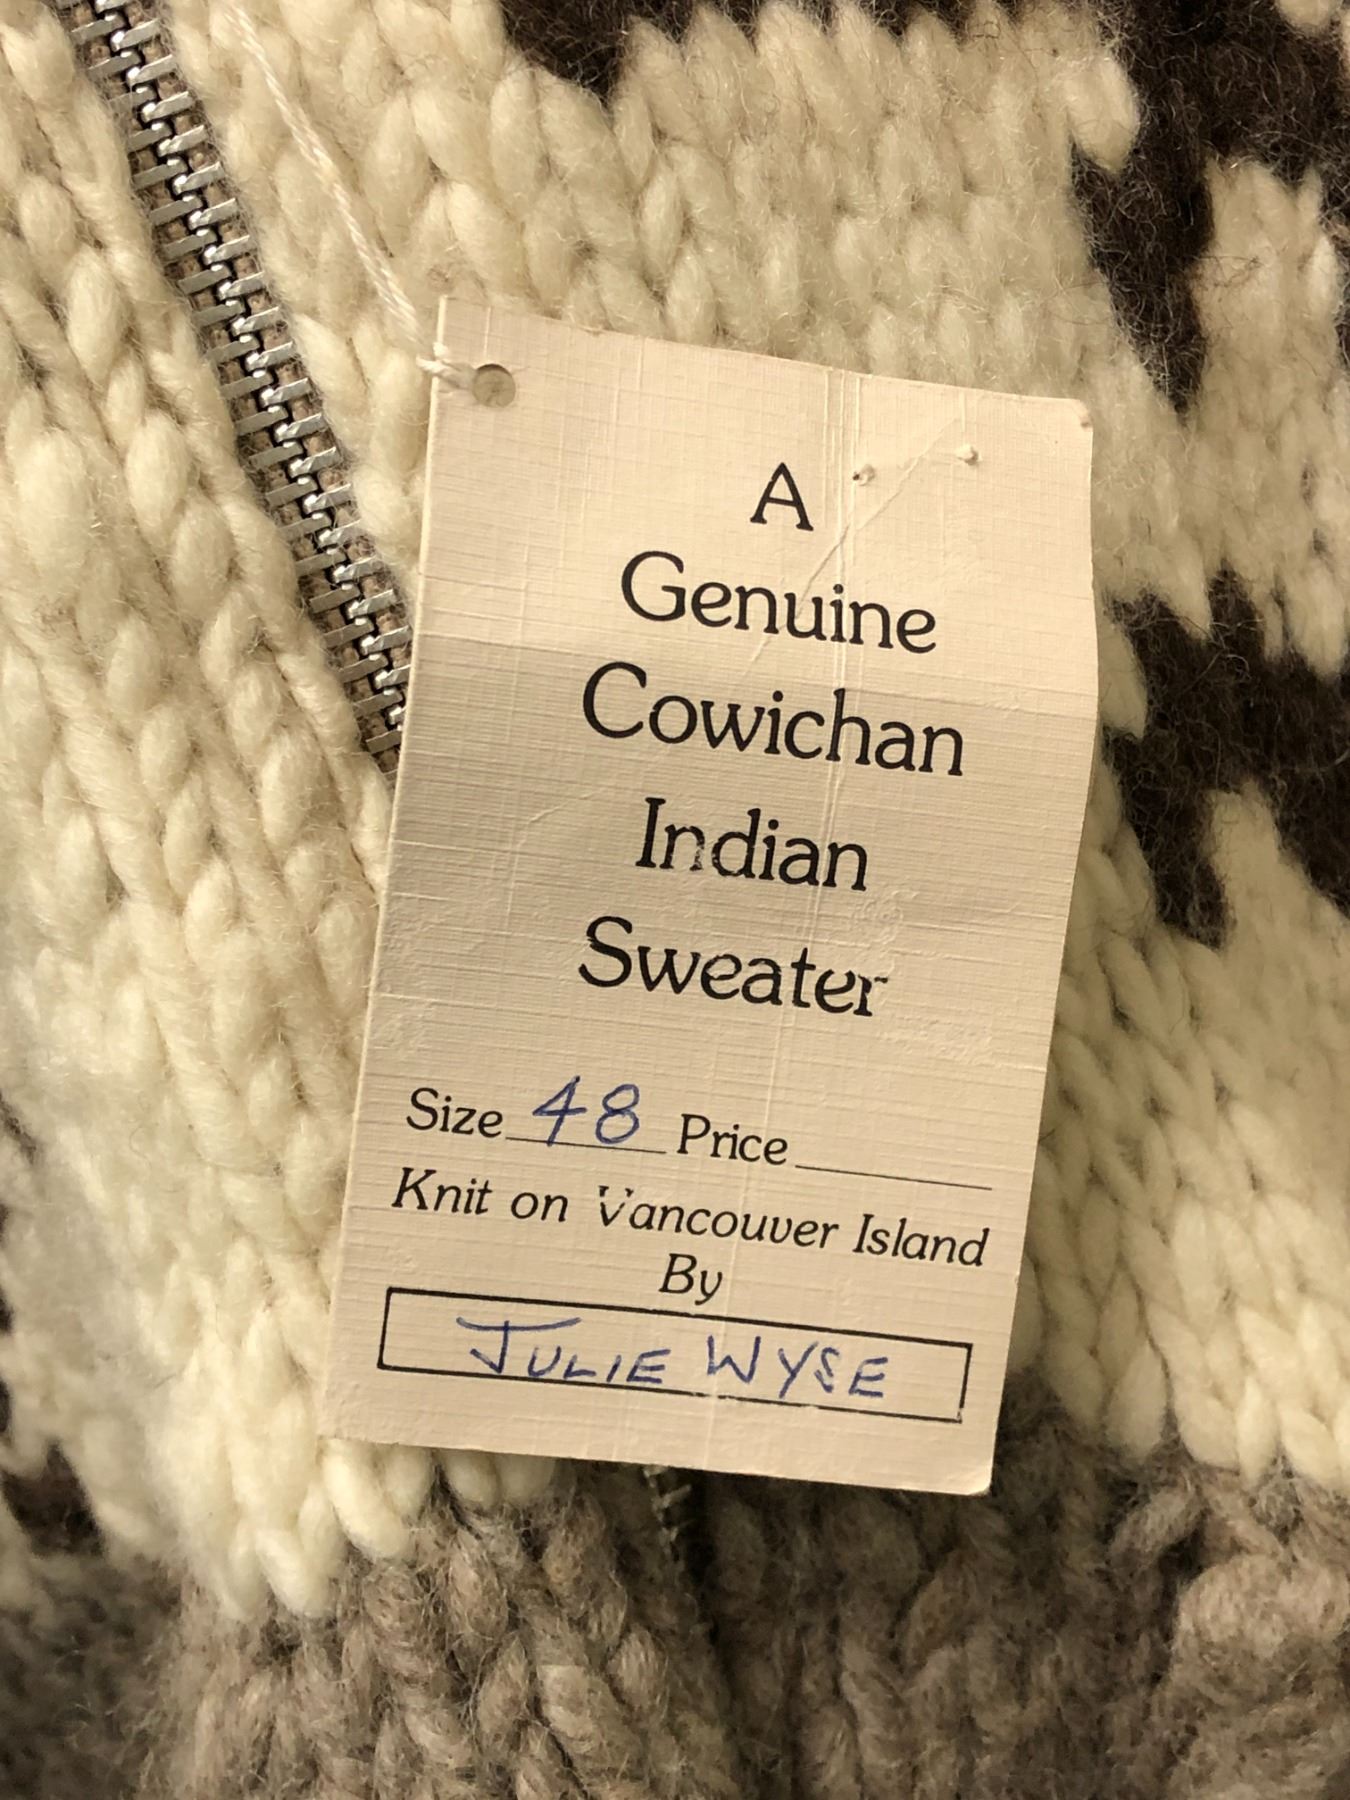 A
Genuine
Cowichan
Indian
Sweater
Size 48 Price
Knit on Vancouver Island
By
JULIE WYSE